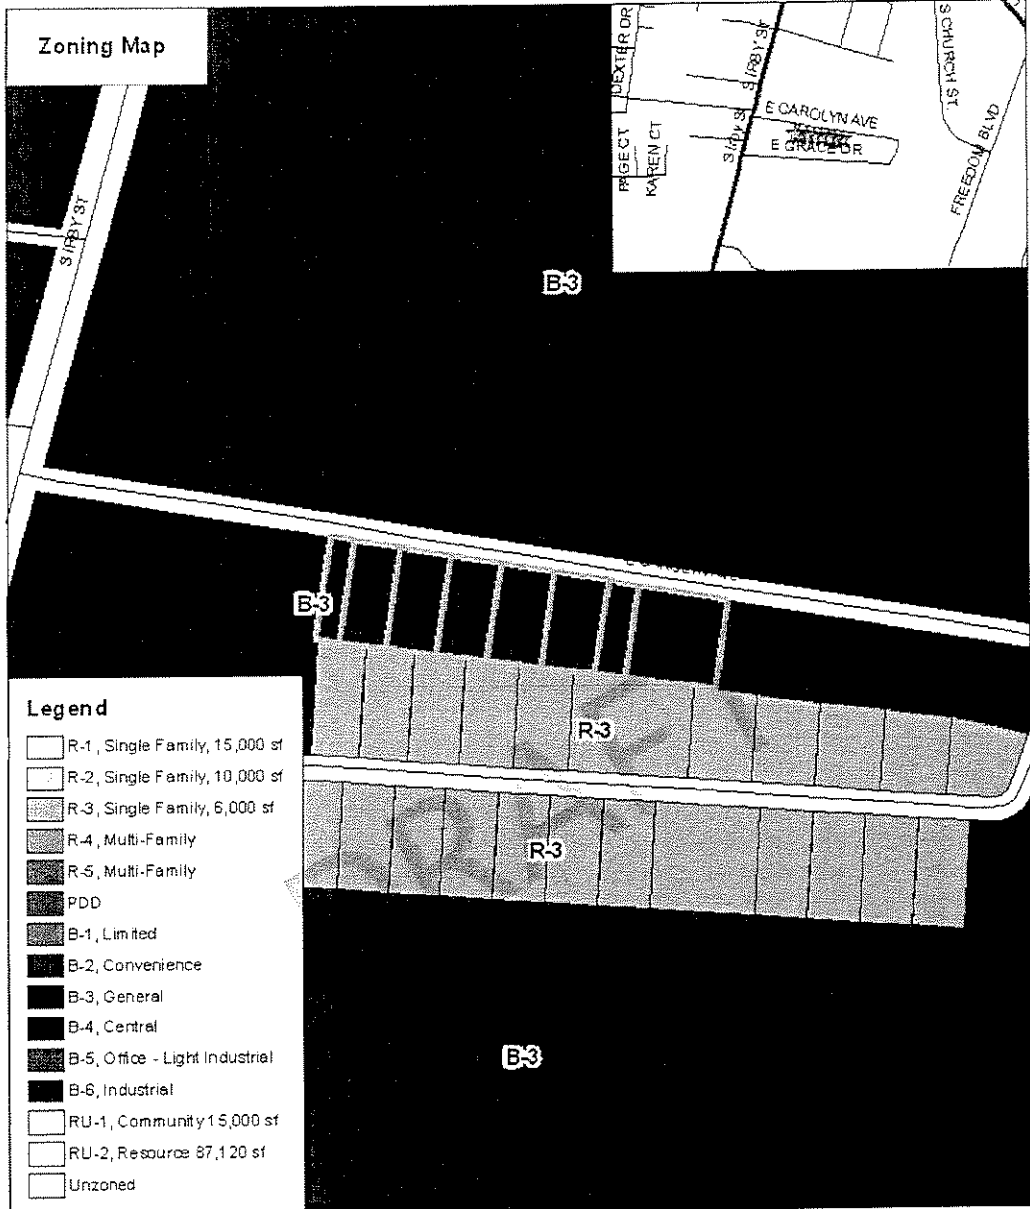 Zoning Map
DEXTER DR
S IRBY ST
S CHURCH ST.
E CAROLYN AVE
E GRACE DR
S IRBY S
PAGE CT
KAREN CT
FREEDOM BLVD
S IRBY ST
B-3
B-3
R-3
R-3
B-3
Legend
R-1, Single Family, 15,000 sf
R-2, Single Family, 10,000 sf
R-3, Single Family, 6,000 sf
R-4, Multi-Family
R-5, Multi-Family
PDD
B-1, Limited
B-2, Convenience
B-3, General
B-4, Central
B-5, Office - Light Industrial
B-6, Industrial
RU-1, Community 15,000 sf
RU-2, Resource 87,120 sf
Unzoned